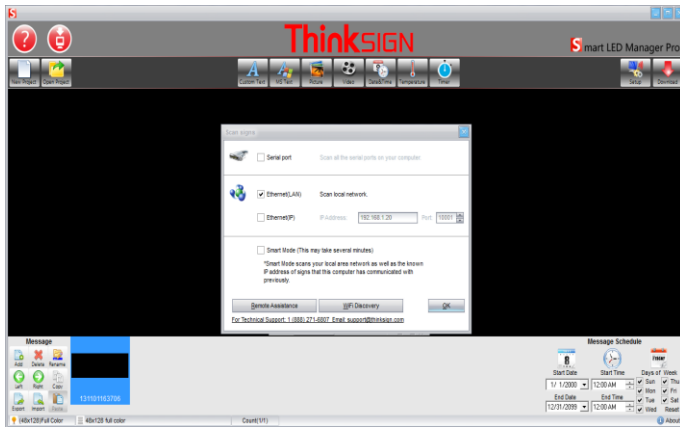 ThinkSIGN
Smart LED Manager Pro
New Project Open Project Custom Text MS Text Picture Video Date&time Temperature Timer Setup Download
Scan signs
Serial port Scan all the serial ports on your computer.
Ethernet(LAN) Scan local network.
Ethernet(IP) IP Address: 192.168.1.20 Port: 10001
Smart Mode (This may take several minutes)
*Smart Mode scans your local area network as well as the known
IP address of signs that this computer has communicated with
previously.
Remote Assistance WiFi Discovery OK
For Technical Support: 1 (888) 271-6807 Email: support@thinksign.com
Message
Add Delete Rename
Left Right Copy
Export Import Paste
131101163706
Message Schedule
Start Date Start Time Days of Week
1/ 1/2000 12:00 AM Sun Thu
Mon Fri
End Date End Time Tue Sat
12/31/2099 12:00 AM Wed Reset
(48x128)Full Color 48x128 full color Count(1/1) About